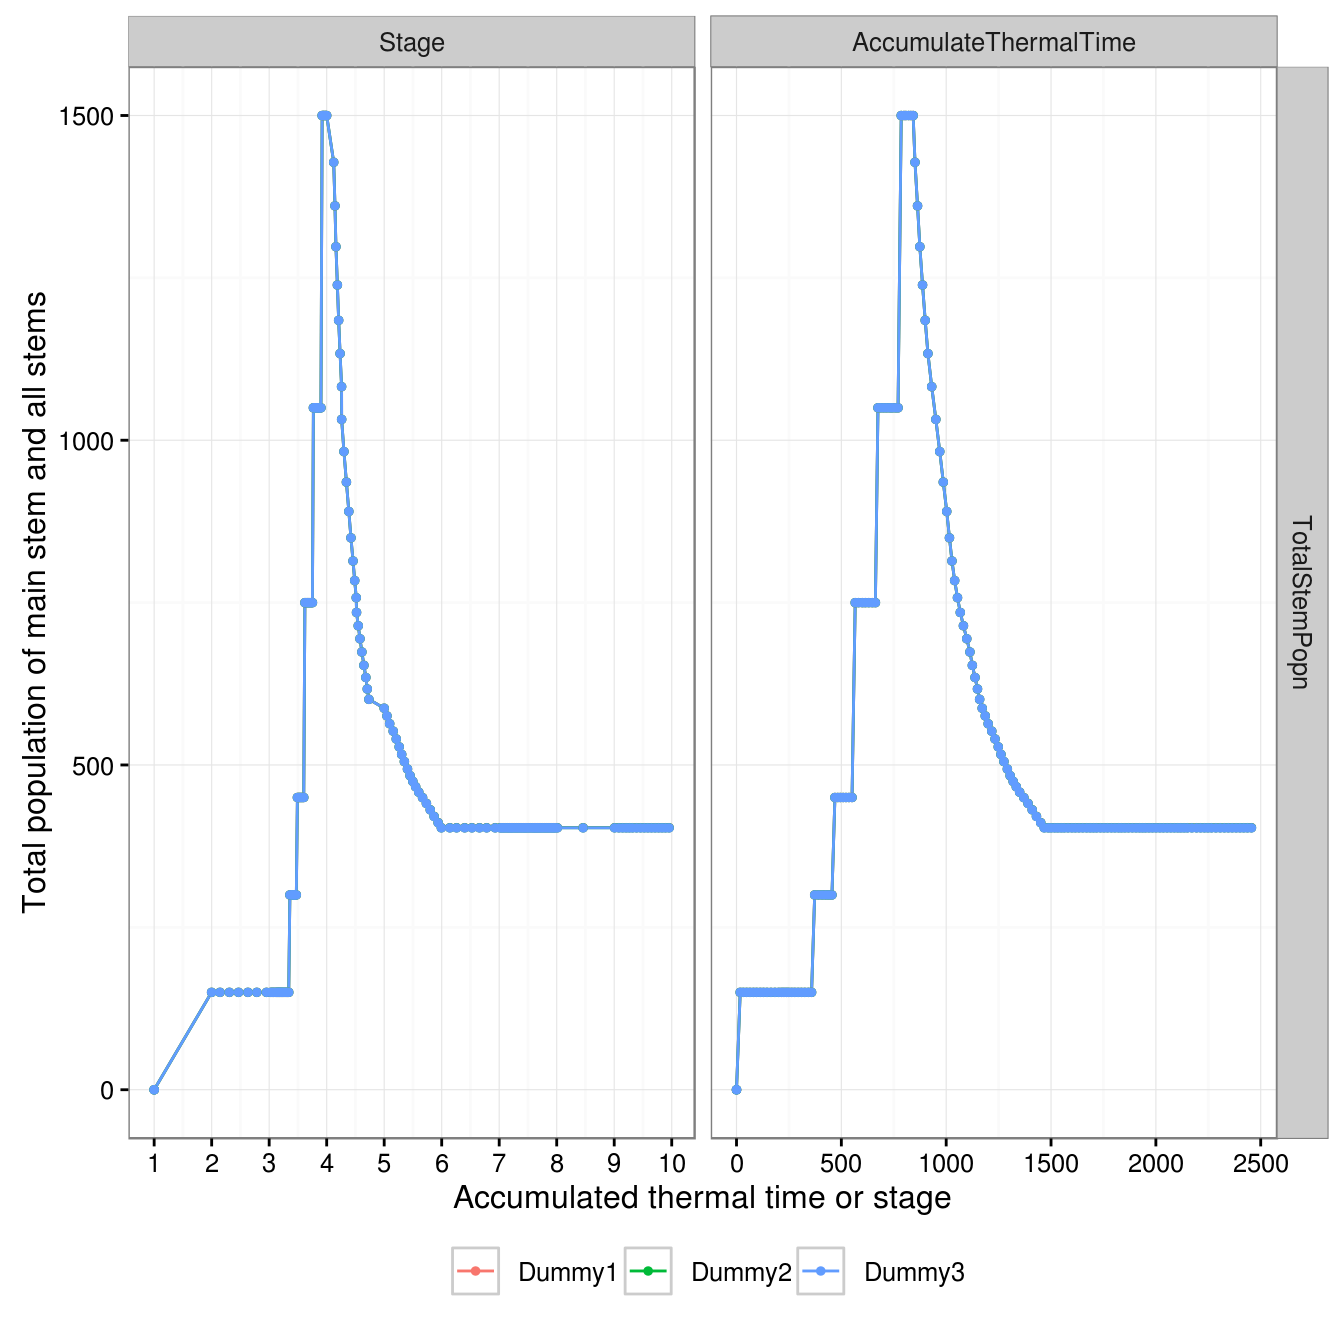 Stage
AccumulateThermalTime
Total population of main stem and all stems
1500
1000
500
0
TotalStemPopn
1 2 3 4 5 6 7 8 9 10
0 500 1000 1500 2000 2500
Accumulated thermal time or stage
Dummy1 Dummy2 Dummy3